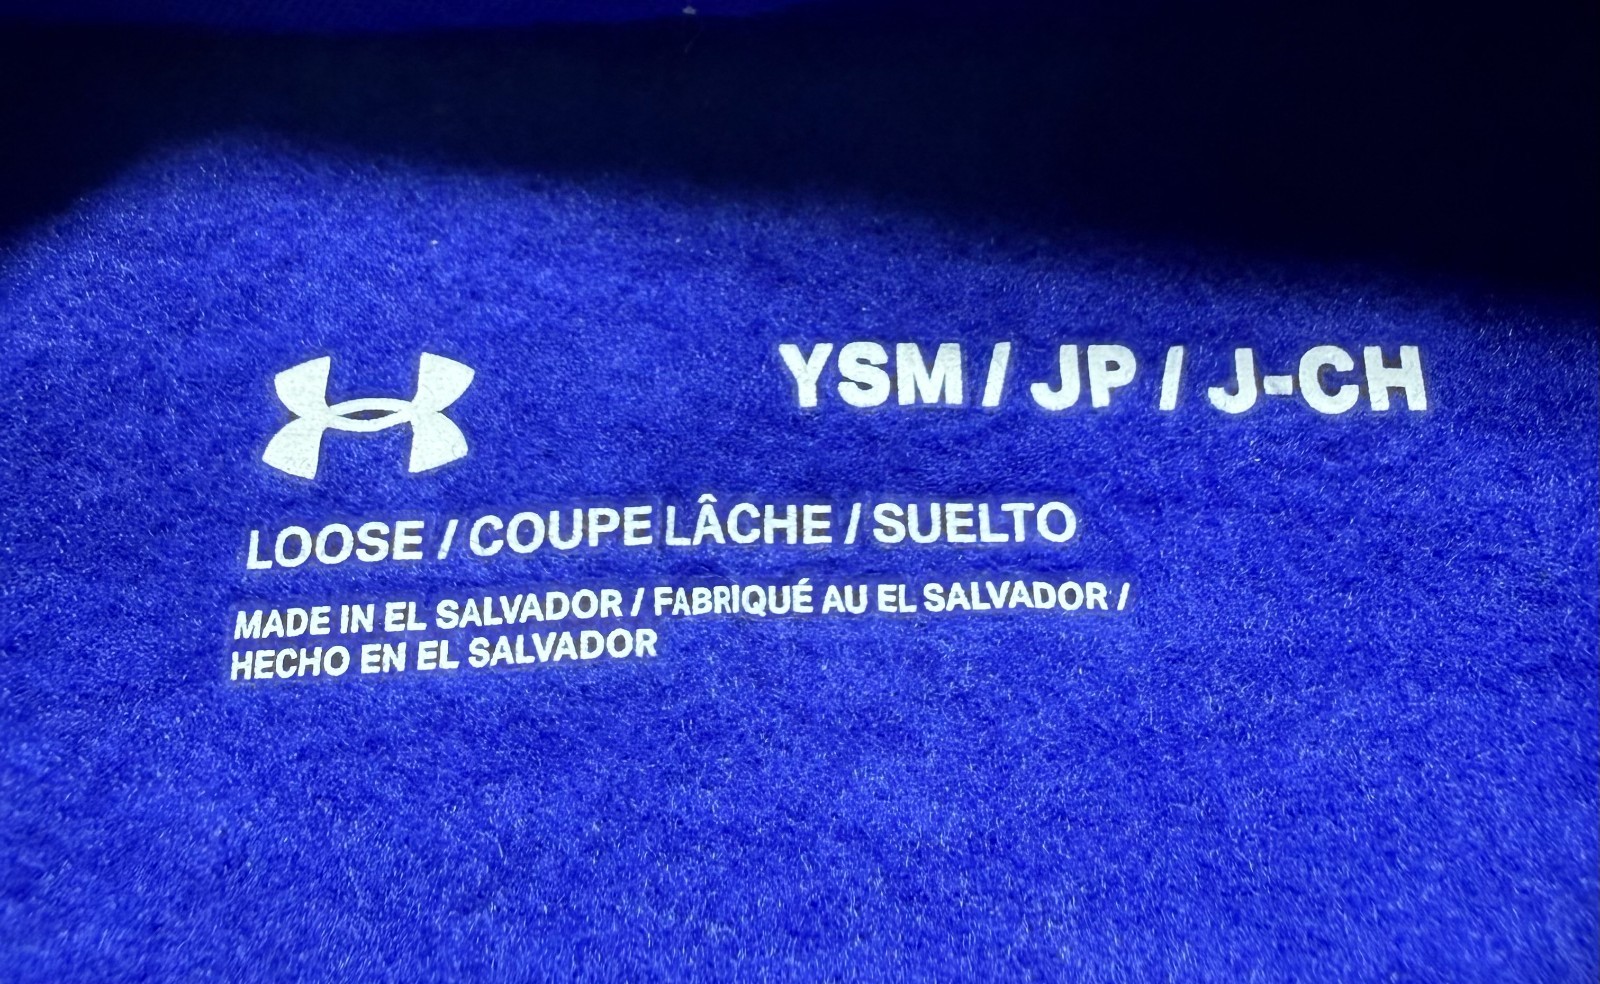 YSM / JP / J-CH
LOOSE / COUPE LÂCHE / SUELTO
MADE IN EL SALVADOR / FABRIQUÉ AU EL SALVADOR /
HECHO EN EL SALVADOR